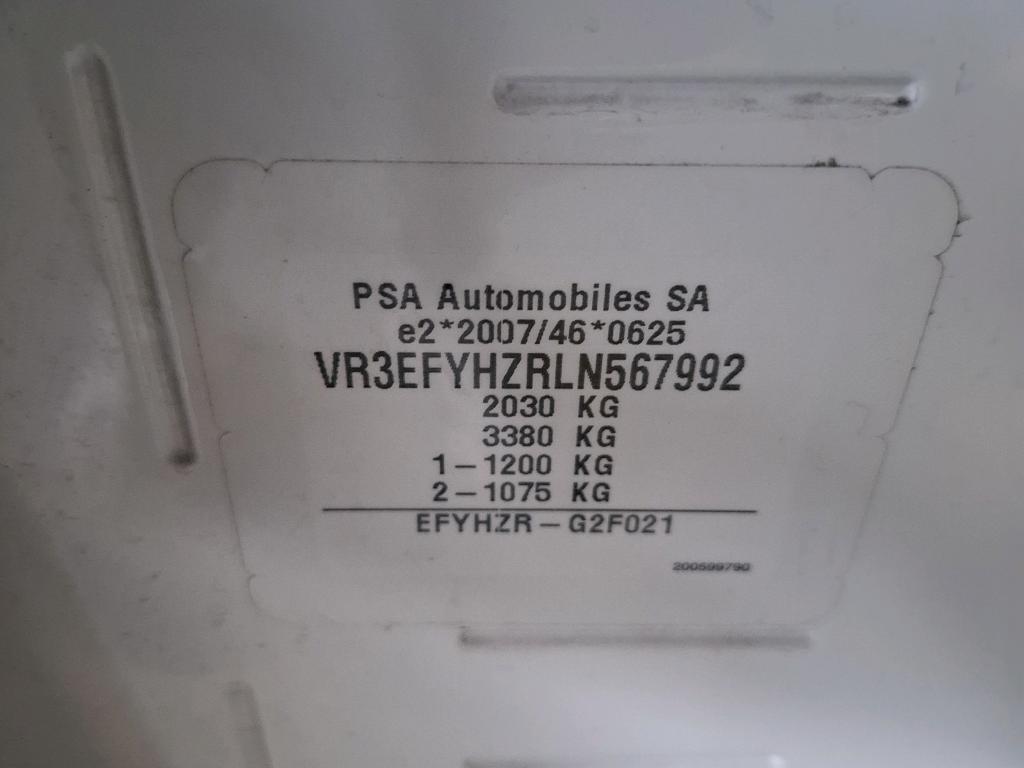 PSA Automobiles SA
e2*2007/46*0625
VR3EFYHZRLN567992
2030 KG
3380 KG
1-1200 KG
2-1075 KG
EFYHZR-G2F021
200599790